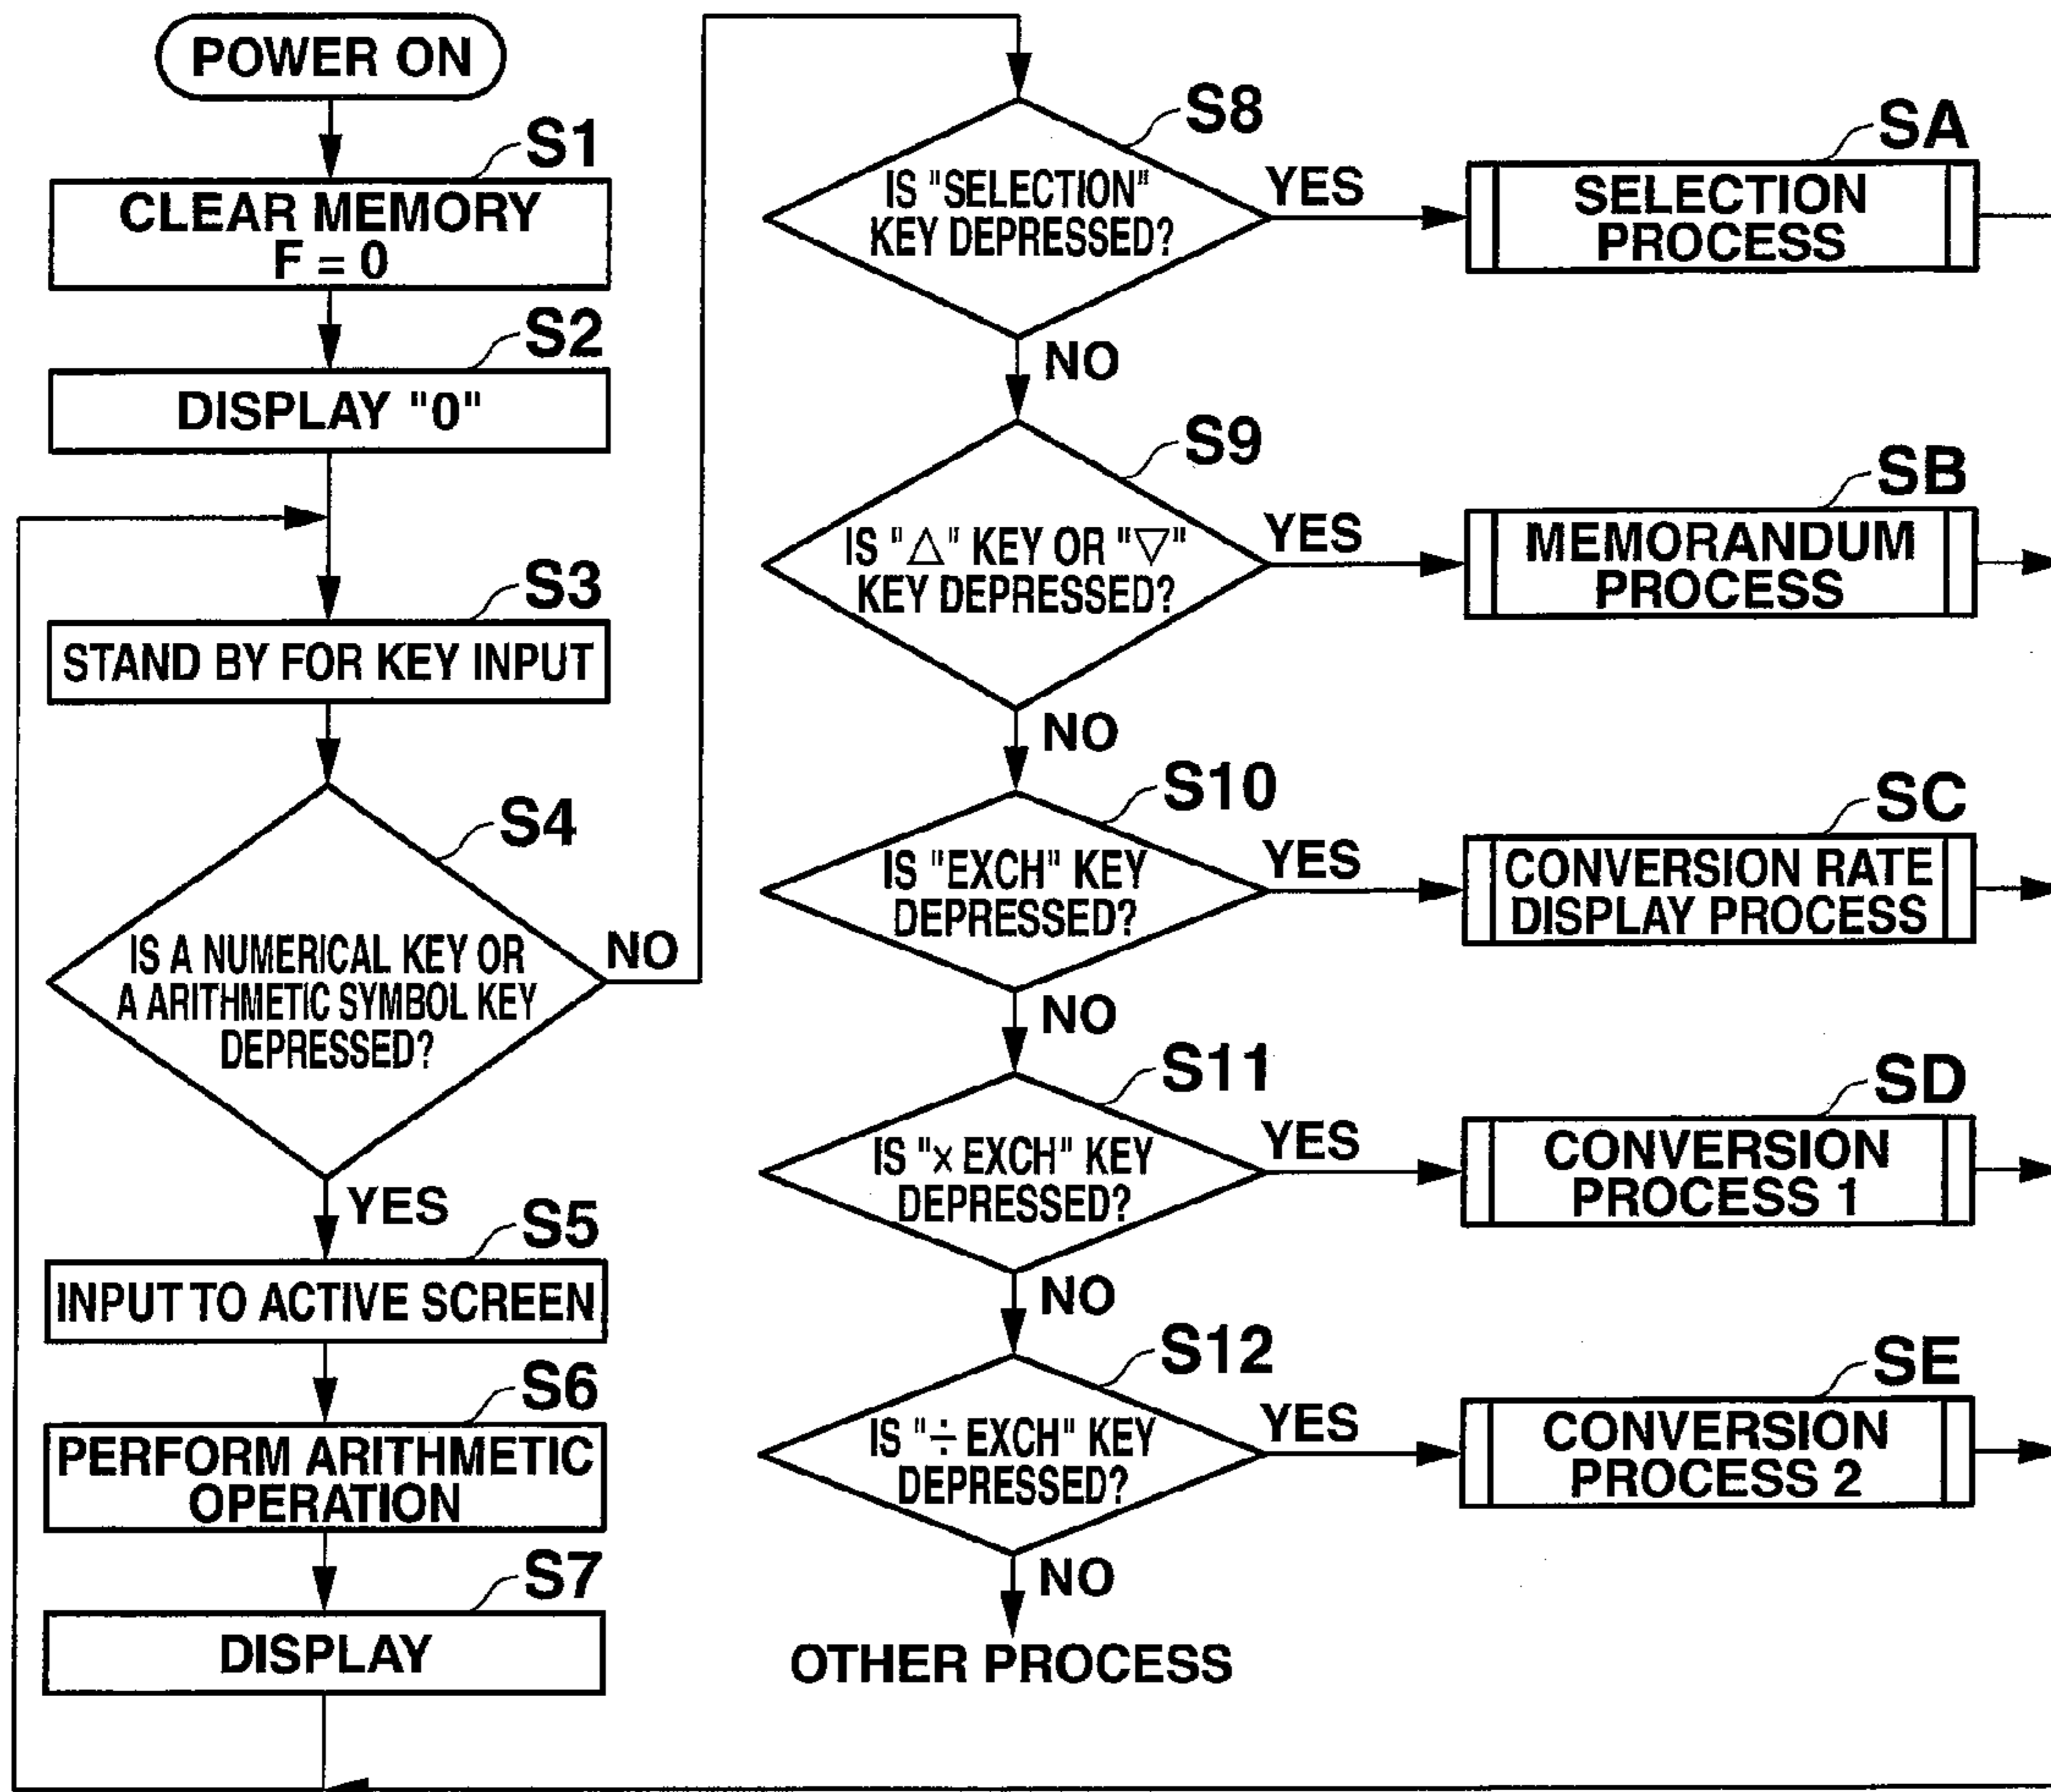 POWER ON
S1
CLEAR MEMORY
F = 0
S2
DISPLAY "0"
S3
STAND BY FOR KEY INPUT
S4
IS A NUMERICAL KEY OR
A ARITHMETIC SYMBOL KEY
DEPRESSED?
NO
YES
S5
INPUT TO ACTIVE SCREEN
S6
PERFORM ARITHMETIC
OPERATION
S7
DISPLAY
S8
IS "SELECTION"
KEY DEPRESSED?
YES
SA
SELECTION
PROCESS
NO
S9
IS "△" KEY OR "▽"
KEY DEPRESSED?
YES
SB
MEMORANDUM
PROCESS
NO
S10
IS "EXCH" KEY
DEPRESSED?
YES
SC
CONVERSION RATE
DISPLAY PROCESS
NO
S11
IS "× EXCH" KEY
DEPRESSED?
YES
SD
CONVERSION
PROCESS 1
NO
S12
IS "÷ EXCH" KEY
DEPRESSED?
YES
SE
CONVERSION
PROCESS 2
NO
OTHER PROCESS